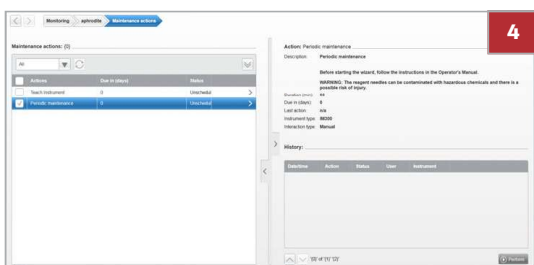 4
Monitoring aphrodite Maintenance actions
Maintenance actions: (0)
All
Actions Due in (days) Status
Teach Instrument 0 Unschedul
Periodic maintenance 0 Unschedul
Action: Periodic maintenance
Description Periodic maintenance
Before starting the wizard, follow the instructions in the Operator's Manual.
WARNING: The reagent needles can be contaminated with hazardous chemicals and there is a
possible risk of injury.
Due in (days) 0
Last action n/a
Instrument type
Interaction type Manual
History:
Date/time Action Status User Instrument
Perform